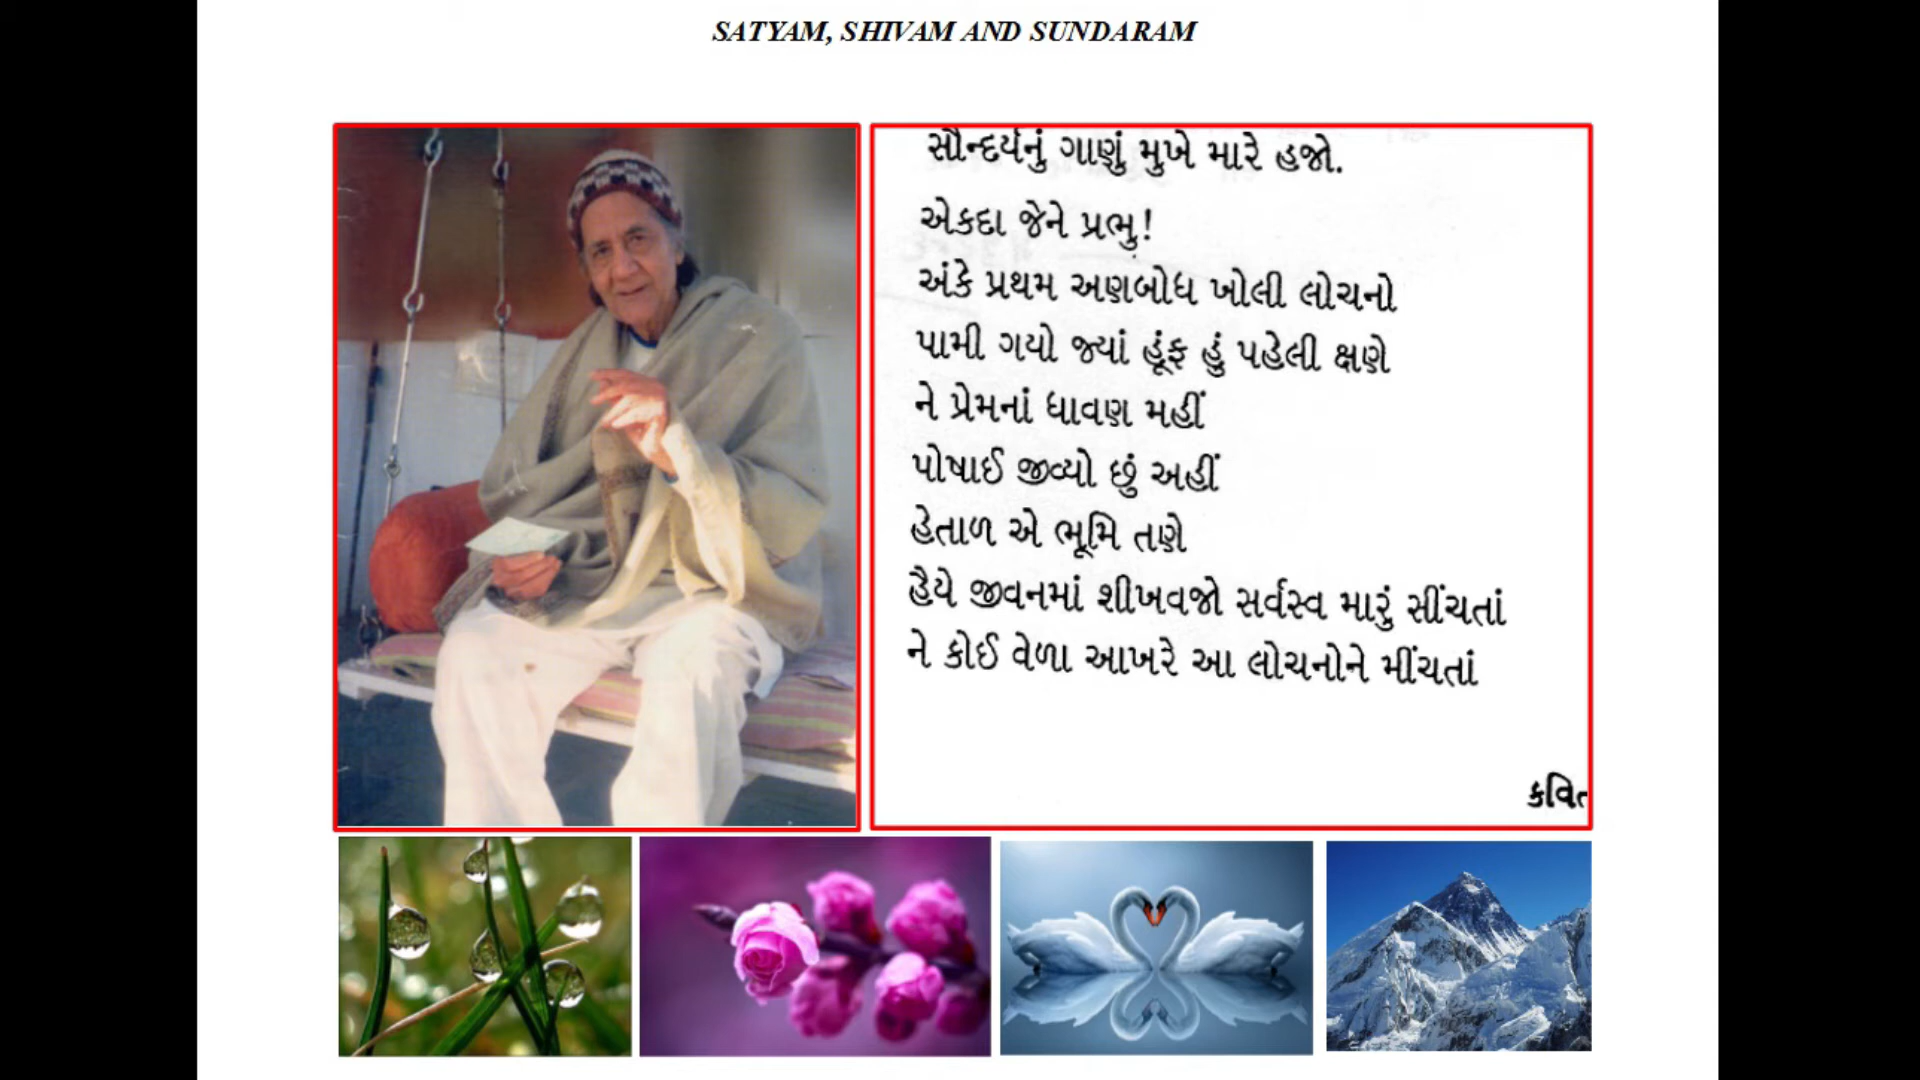 SATYAM, SHIVAM AND SUNDARAM
સૌન્દર્યનું ગાણું મુખે મારે હજો.
એકદા જેને પ્રભુ!
અંકે પ્રથમ અણબોધ ખોલી લોચનો
પામી ગયો જ્યાં હૂંફ હું પહેલી ક્ષણે
ને પ્રેમનાં ધાવણ મહીં
પોષાઈ જીવ્યો છું અહીં
હેતાળ એ ભૂમિ તણે
હૈયે જીવનમાં શીખવજો સર્વસ્વ મારું સીંચતાં
ને કોઈ વેળા આખરે આ લોચનોને મીંચતાં